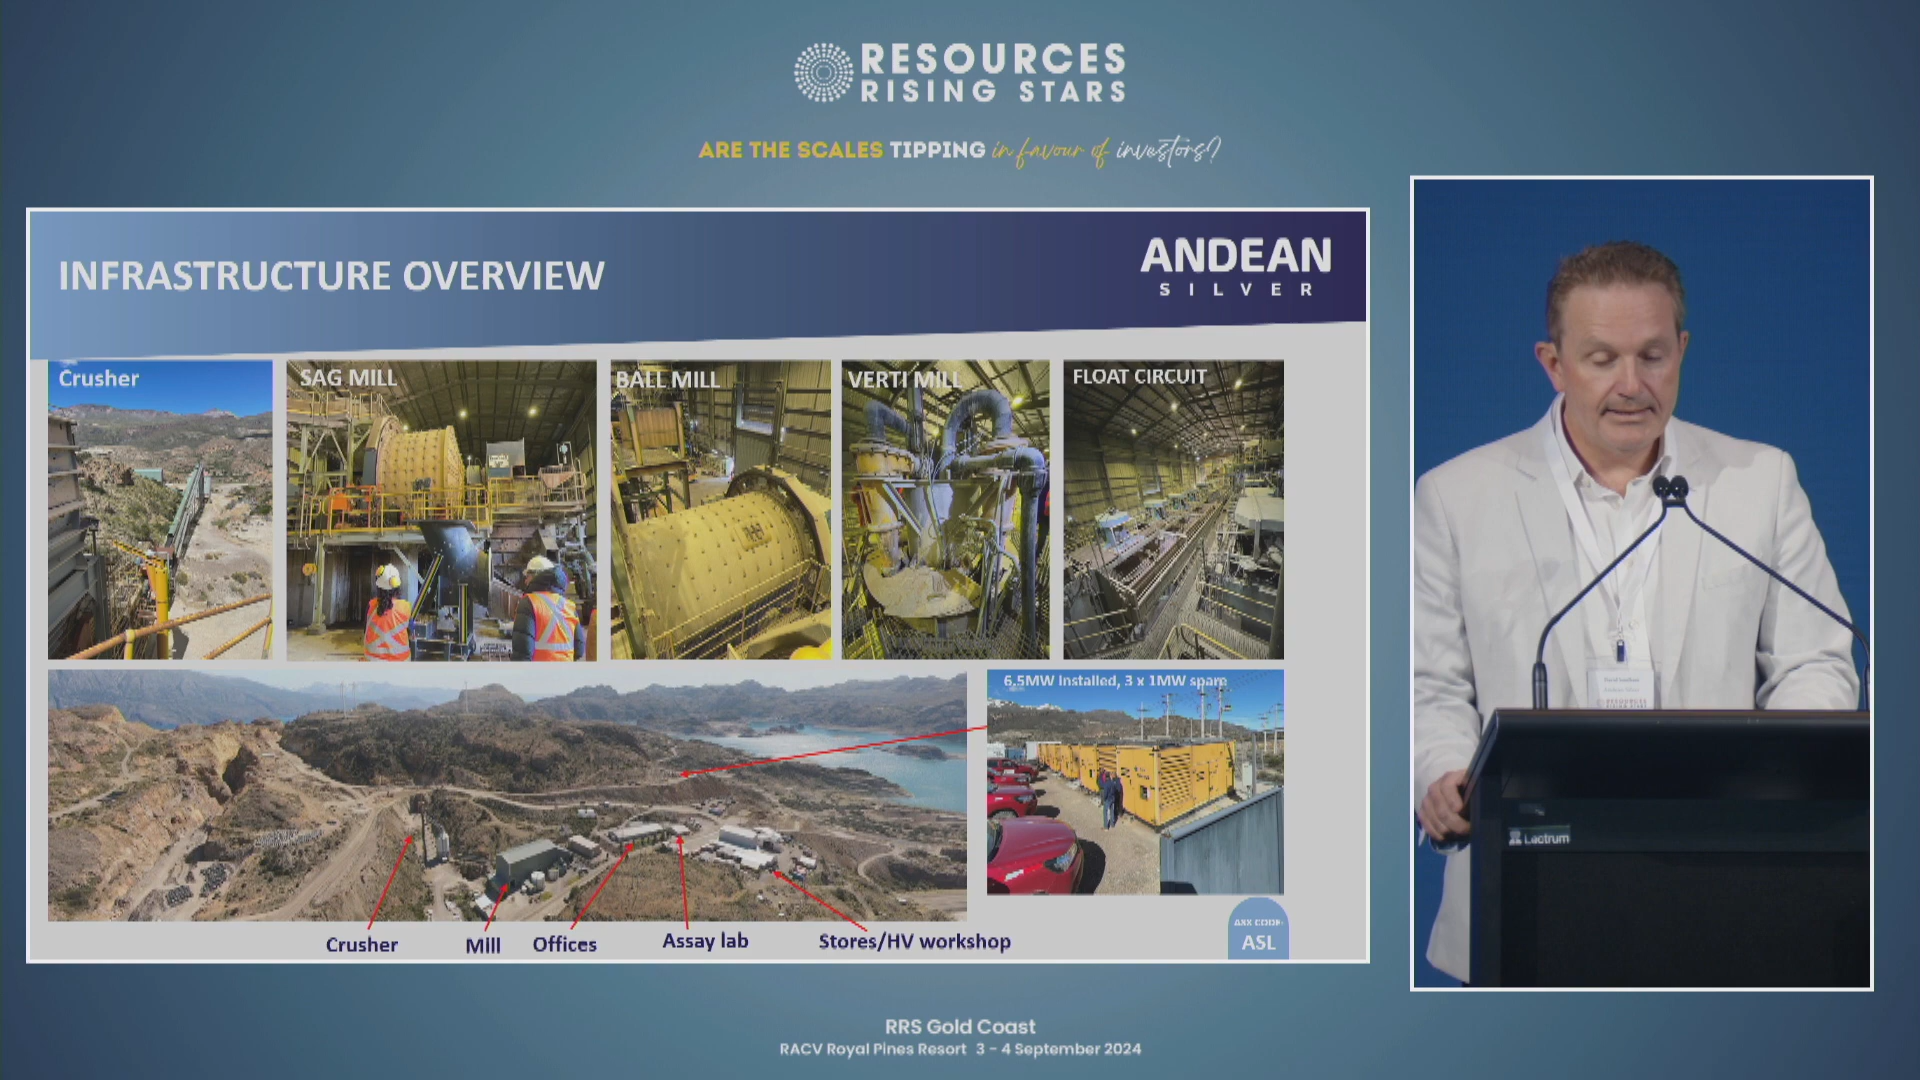 RESOURCES
RISING STARS
ARE THE SCALES TIPPING in favour of investors?
INFRASTRUCTURE OVERVIEW
ANDEAN
SILVER
Crusher
SAG MILL
BALL MILL
VERTI MILL
FLOAT CIRCUIT
6.5MW installed, 3 x 1MW spare
Crusher
Mill
Offices
Assay lab
Stores/HV workshop
ASX CODE:
ASL
Lectrum
RRS Gold Coast
RACV Royal Pines Resort 3 - 4 September 2024